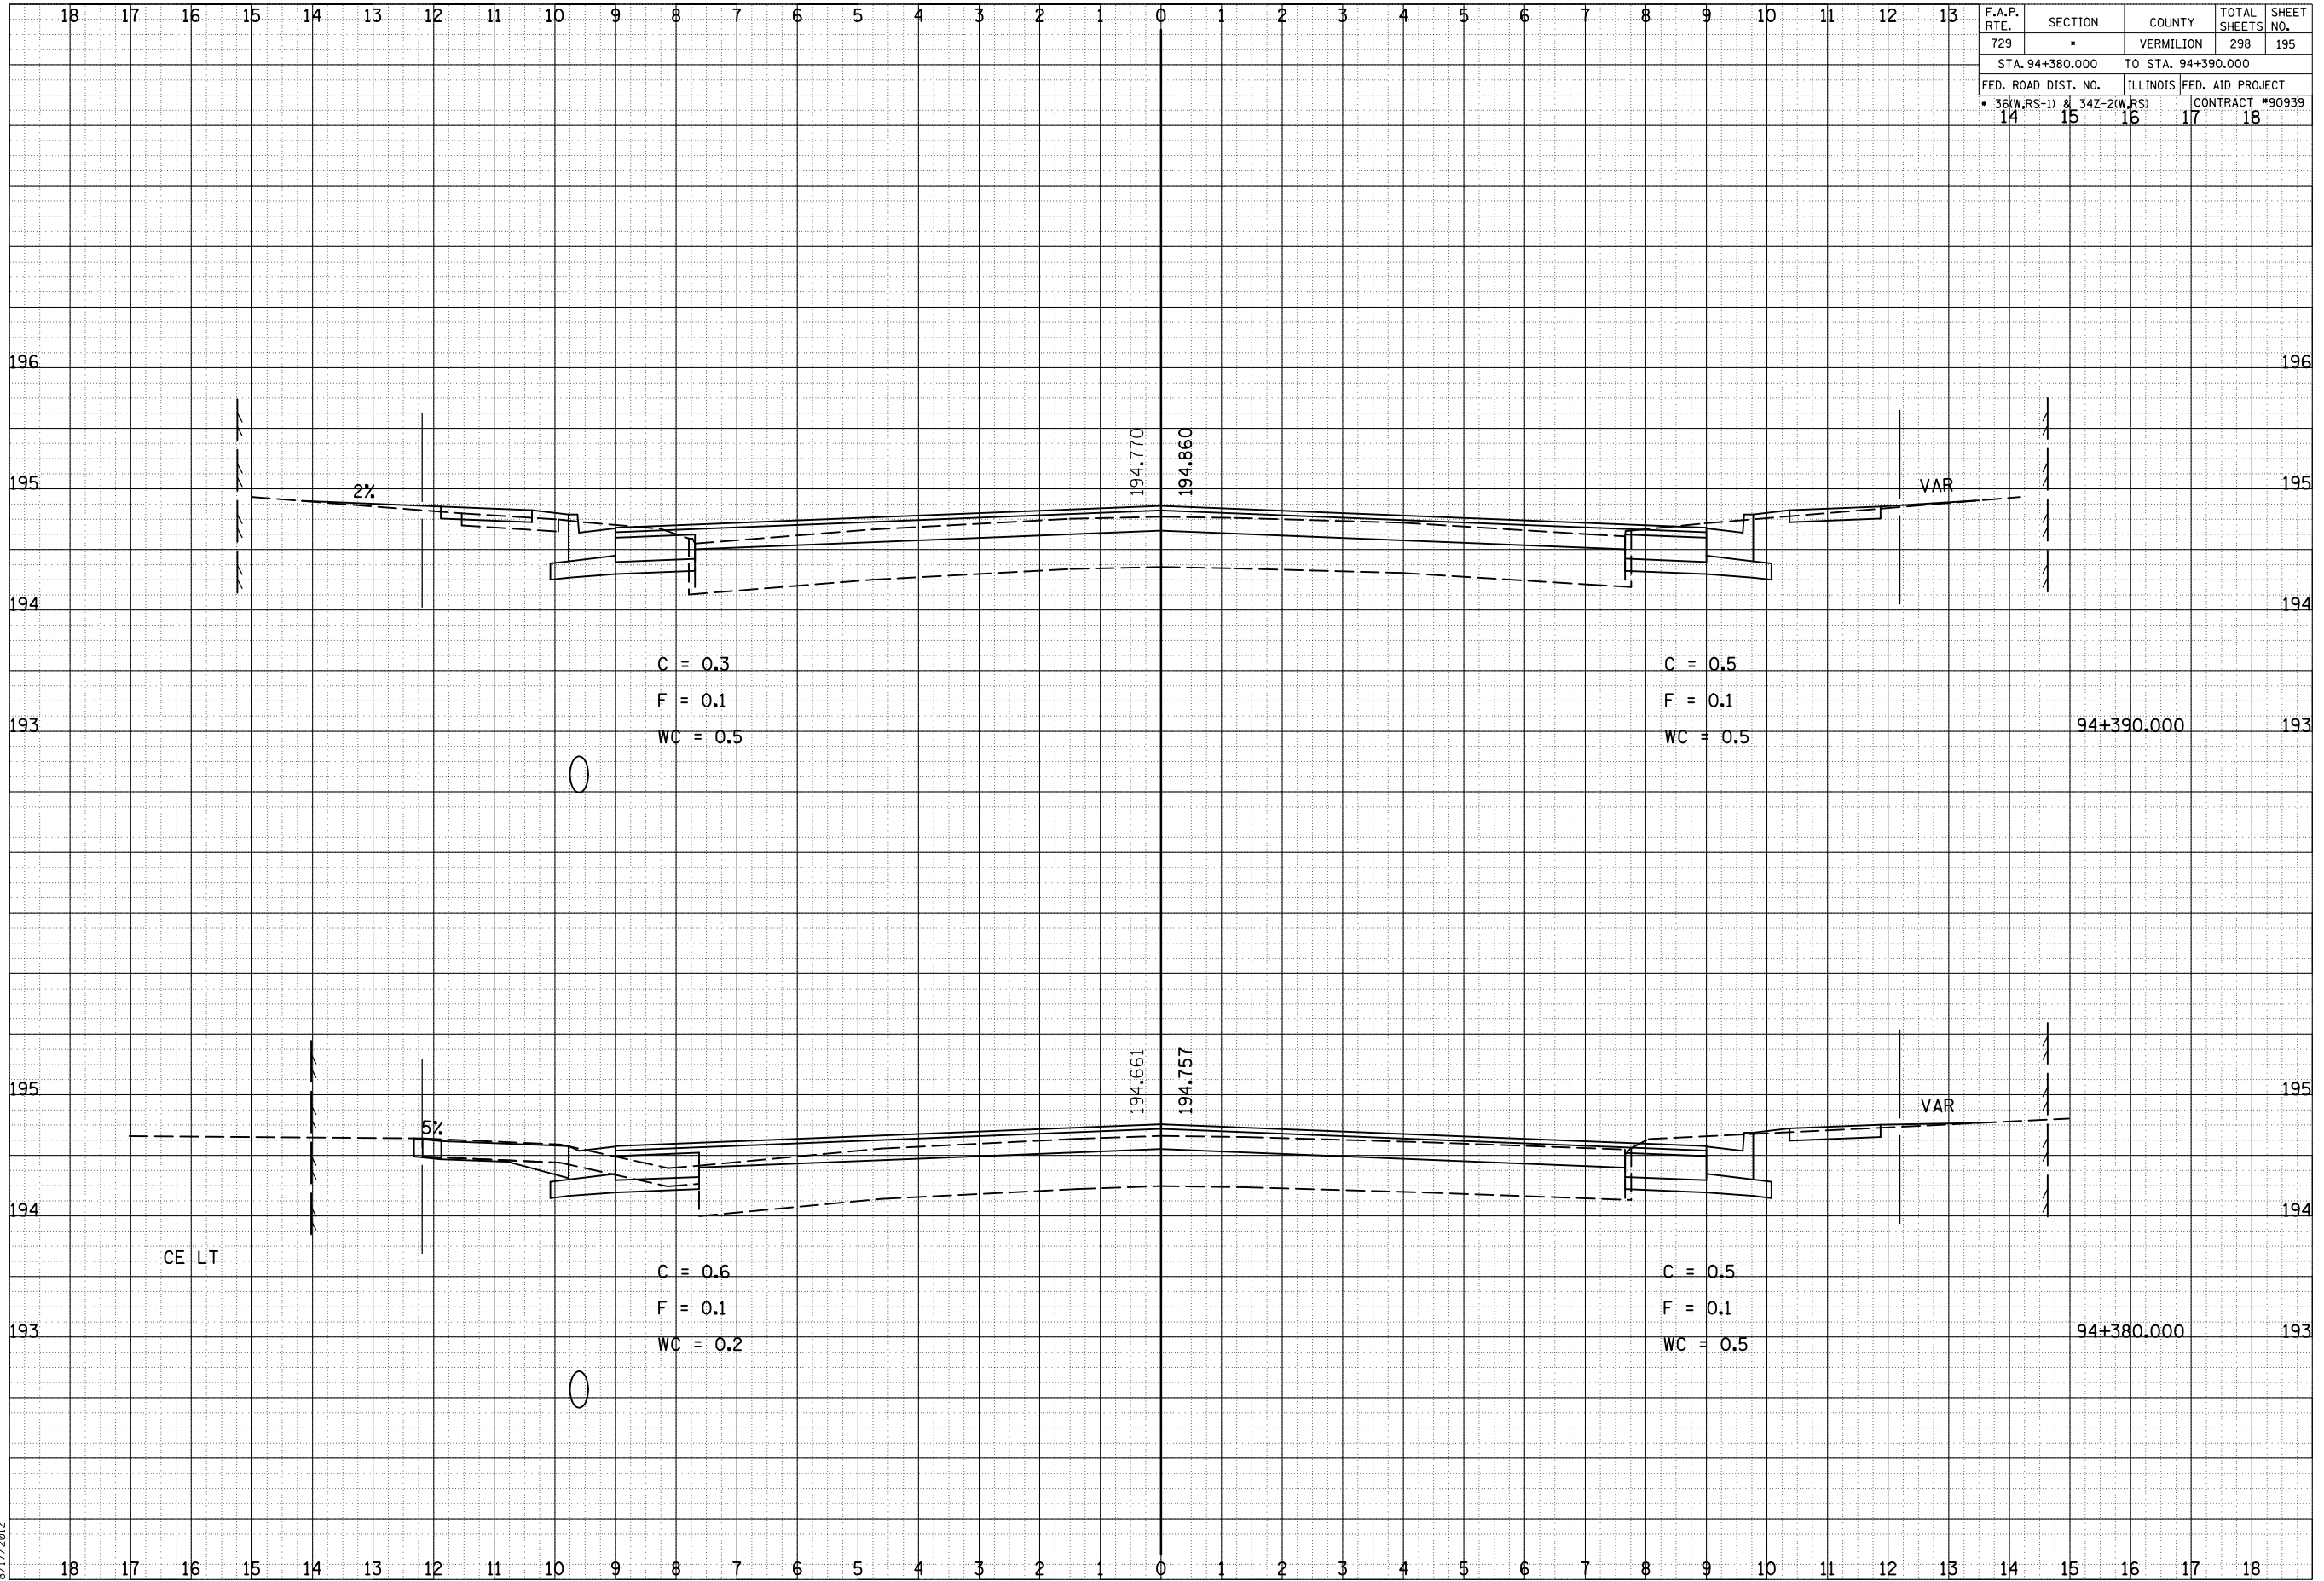 18 17 16 15 14 13 12 11 10 9 8 7 6 5 4 3 2 1 0 1 2 3 4 5 6 7 8 9 10 11 12 13
F.A.P. RTE. SECTION COUNTY TOTAL SHEETS SHEET NO.
729 * VERMILION 298 195
STA. 94+380.000 TO STA. 94+390.000
FED. ROAD DIST. NO. ILLINOIS FED. AID PROJECT
* 36(W,RS-1) & 34Z-2(W,RS) CONTRACT #90939
14 15 16 17 18
196 196
194.770 194.860
195 2% VAR 195
194 194
C = 0.3 C = 0.5
F = 0.1 F = 0.1
193 WC = 0.5 WC = 0.5 94+390.000 193
194.661 194.757
195 VAR 195
5%
194 194
CE LT
C = 0.6 C = 0.5
F = 0.1 F = 0.1
193 94+380.000 193
WC = 0.2 WC = 0.5
18 17 16 15 14 13 12 11 10 9 8 7 6 5 4 3 2 1 0 1 2 3 4 5 6 7 8 9 10 11 12 13 14 15 16 17 18